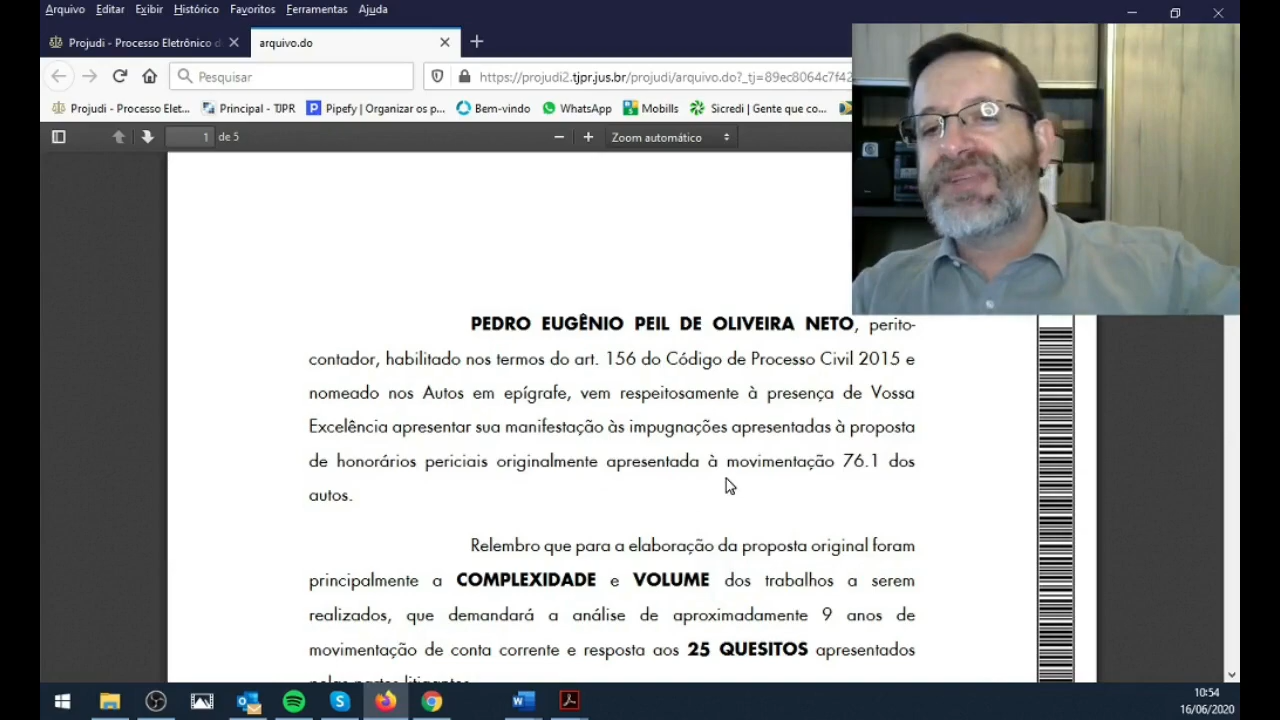 Arquivo Editar Exibir Histórico Favoritos Ferramentas Ajuda
Projudi - Processo Eletrônico d
arquivo.do
Pesquisar
https://projudi2.tjpr.jus.br/projudi/arquivo.do?_tj=89ec8064c7f42
Projudi - Processo Elet... Principal - TJPR Pipefy | Organizar os p... Bem-vindo WhatsApp Mobills Sicredi | Gente que co...
1 de 5 Zoom automático
PEDRO EUGÊNIO PEIL DE OLIVEIRA NETO, perito-
contador, habilitado nos termos do art. 156 do Código de Processo Civil 2015 e
nomeado nos Autos em epígrafe, vem respeitosamente à presença de Vossa
Excelência apresentar sua manifestação às impugnações apresentadas à proposta
de honorários periciais originalmente apresentada à movimentação 76.1 dos
autos.
Relembro que para a elaboração da proposta original foram
principalmente a COMPLEXIDADE e VOLUME dos trabalhos a serem
realizados, que demandará a análise de aproximadamente 9 anos de
movimentação de conta corrente e resposta aos 25 QUESITOS apresentados
pelas partes litigantes
10:54
16/06/2020